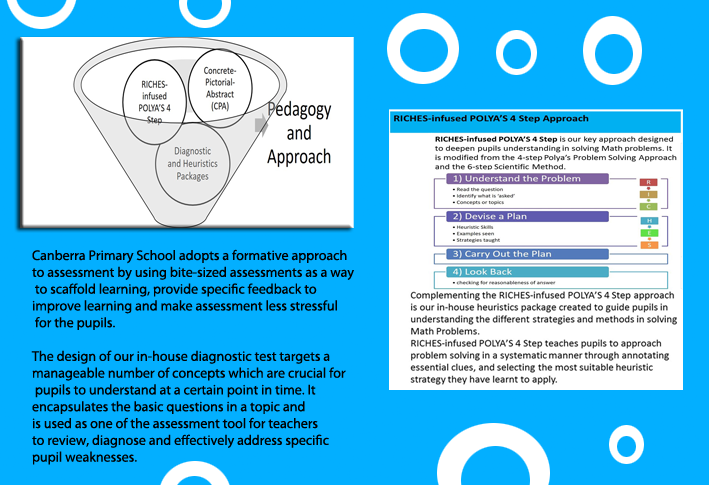 RICHES-
infused
POLYA'S 4
Step
Concrete-
Pictorial-
Abstract
(CPA)
Diagnostic
and Heuristics
Packages
Pedagogy
and
Approach
Canberra Primary School adopts a formative approach
to assessment by using bite-sized assessments as a way
to scaffold learning, provide specific feedback to
improve learning and make assessment less stressful
for the pupils.
The design of our in-house diagnostic test targets a
manageable number of concepts which are crucial for
pupils to understand at a certain point in time. It
encapsulates the basic questions in a topic and
is used as one of the assessment tool for teachers
to review, diagnose and effectively address specific
pupil weaknesses.
RICHES-infused POLYA'S 4 Step Approach
RICHES-infused POLYA'S 4 Step is our key approach designed
to deepen pupils understanding in solving Math problems. It
is modified from the 4-step Polya's Problem Solving Approach
and the 6-step Scientific Method.
1) Understand the Problem
• Read the question
• Identify what is 'asked'
• Concepts or topics
R
I
C
2) Devise a Plan
• Heuristic Skills
• Examples seen
• Strategies taught
H
E
S
3) Carry Out the Plan
4) Look Back
• checking for reasonableness of answer
Complementing the RICHES-infused POLYA'S 4 Step approach
is our in-house heuristics package created to guide pupils in
understanding the different strategies and methods in solving
Math Problems.
RICHES-infused POLYA'S 4 Step teaches pupils to approach
problem solving in a systematic manner through annotating
essential clues, and selecting the most suitable heuristic
strategy they have learnt to apply.